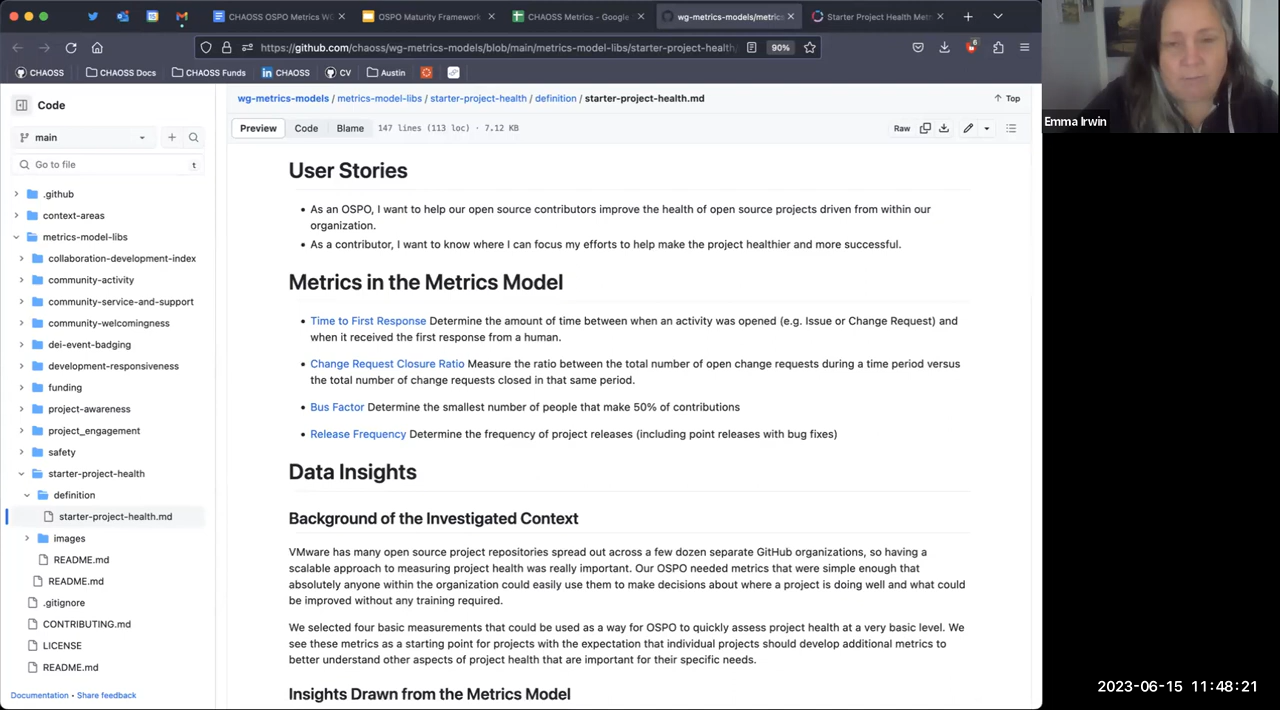 CHAOSS OSPO Metrics W
OSPO Maturity Framework
CHAOSS Metrics - Google
wg-metrics-models/metric
Starter Project Health Met
https://github.com/chaoss/wg-metrics-models/blob/main/metrics-model-libs/starter-project-health
90%
CHAOSS
CHAOSS Docs
CHAOSS Funds
CHAOSS
CV
Austin
Code
main
Go to file
t
.github
context-areas
metrics-model-libs
collaboration-development-index
community-activity
community-service-and-support
community-welcomingness
dei-event-badging
development-responsiveness
funding
project-awareness
project_engagement
safety
starter-project-health
definition
starter-project-health.md
images
README.md
README.md
.gitignore
CONTRIBUTING.md
LICENSE
README.md
Documentation • Share feedback
wg-metrics-models / metrics-model-libs / starter-project-health / definition / starter-project-health.md
Top
Preview Code Blame 147 lines (113 loc) · 7.12 KB
Raw
User Stories
• As an OSPO, I want to help our open source contributors improve the health of open source projects driven from within our
organization.
• As a contributor, I want to know where I can focus my efforts to help make the project healthier and more successful.
Metrics in the Metrics Model
• Time to First Response Determine the amount of time between when an activity was opened (e.g. Issue or Change Request) and
when it received the first response from a human.
• Change Request Closure Ratio Measure the ratio between the total number of open change requests during a time period versus
the total number of change requests closed in that same period.
• Bus Factor Determine the smallest number of people that make 50% of contributions
• Release Frequency Determine the frequency of project releases (including point releases with bug fixes)
Data Insights
Background of the Investigated Context
VMware has many open source project repositories spread out across a few dozen separate GitHub organizations, so having a
scalable approach to measuring project health was really important. Our OSPO needed metrics that were simple enough that
absolutely anyone within the organization could easily use them to make decisions about where a project is doing well and what could
be improved without any training required.
We selected four basic measurements that could be used as a way for OSPO to quickly assess project health at a very basic level. We
see these metrics as a starting point for projects with the expectation that individual projects should develop additional metrics to
better understand other aspects of project health that are important for their specific needs.
Insights Drawn from the Metrics Model
Emma Irwin
2023-06-15 11:48:21